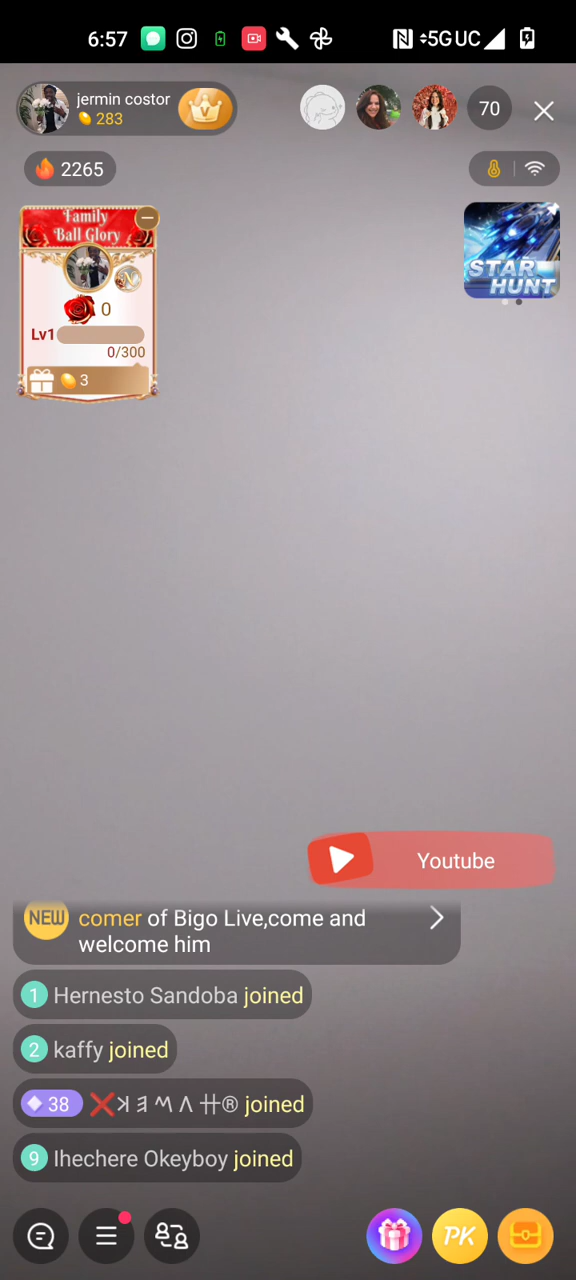 6:57
5G UC
jermin costor
283
70
2265
Family
Ball Glory
STAR
HUNT
0
Lv1
0/300
3
Youtube
NEW comer of Bigo Live,come and
welcome him
1 Hernesto Sandoba joined
2 kaffy joined
38 joined
9 Ihechere Okeyboy joined
PK